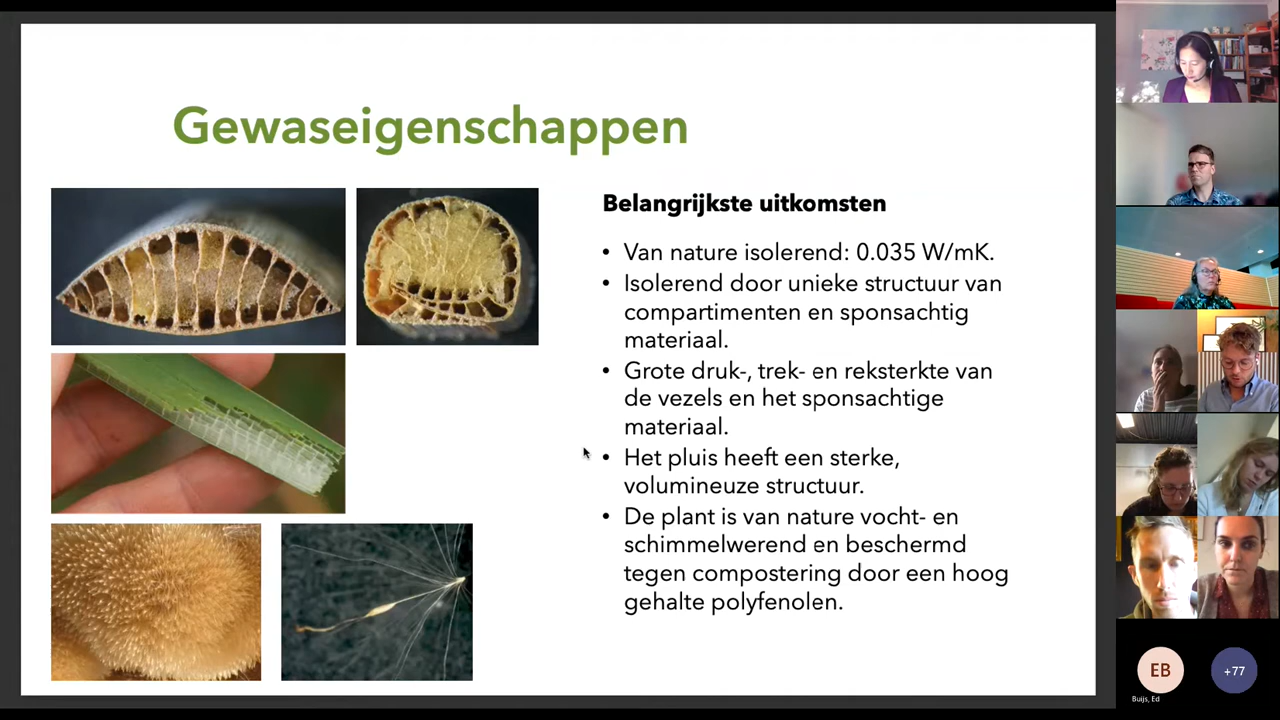 Gewaseigenschappen
Belangrijkste uitkomsten
• Van nature isolerend: 0.035 W/mK.
• Isolerend door unieke structuur van
compartimenten en sponsachtig
materiaal.
• Grote druk-, trek- en reksterkte van
de vezels en het sponsachtige
materiaal.
• Het pluis heeft een sterke,
volumineuze structuur.
• De plant is van nature vocht- en
schimmelwerend en beschermd
tegen compostering door een hoog
gehalte polyfenolen.
EB
+77
Buijs, Ed